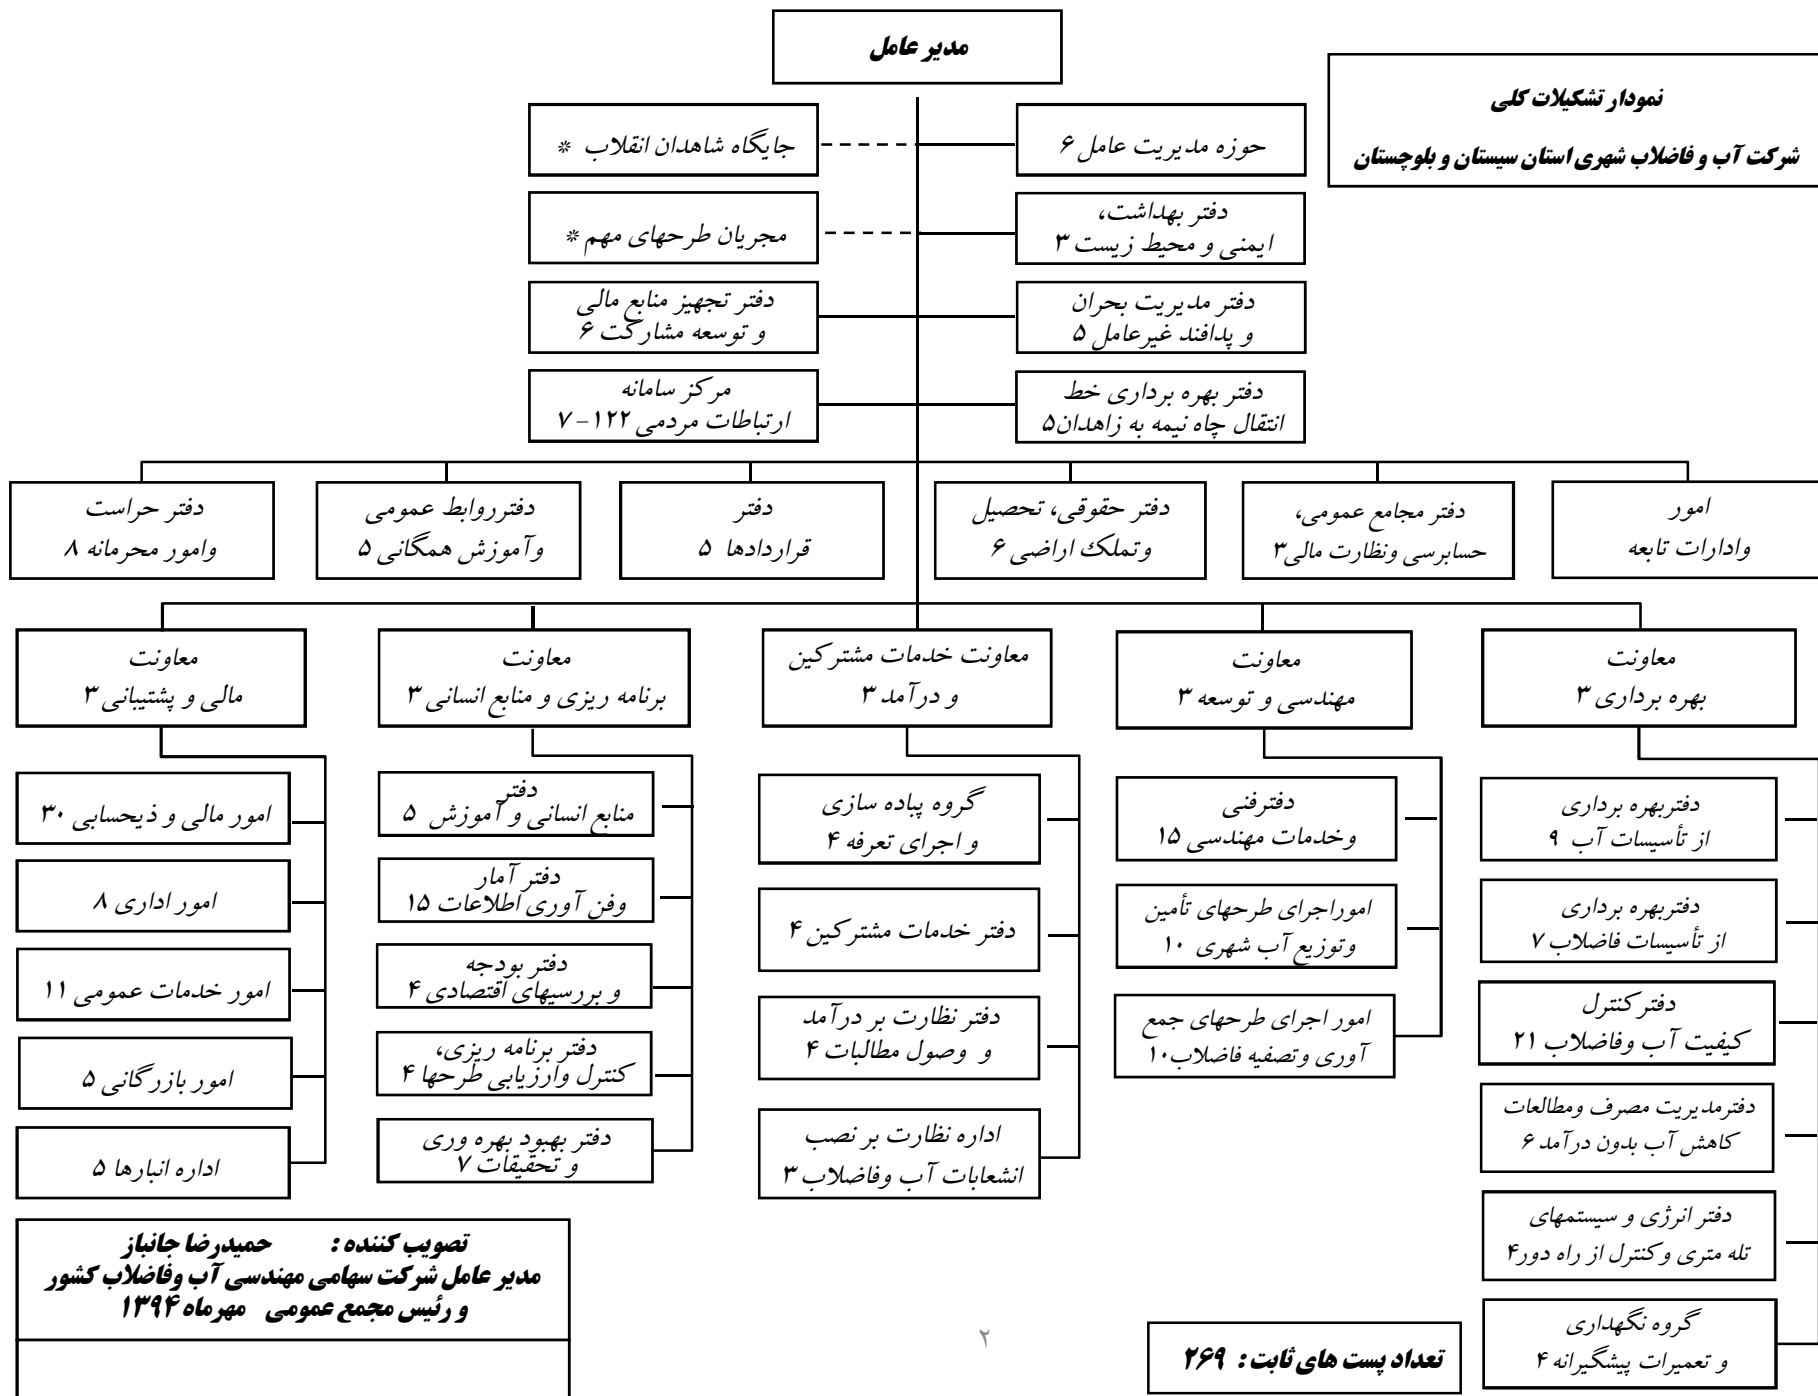 مدیر عامل
نمودار تشکیلات کلی
شرکت آب و فاضلاب شهری استان سیستان و بلوچستان
حوزه مدیریت عامل ۶
جایگاه شاهدان انقلاب *
دفتر بهداشت،
ایمنی و محیط زیست ۳
مجریان طرحهای مهم *
دفتر مدیریت بحران
و پدافند غیرعامل ۵
دفتر تجهیز منابع مالی
و توسعه مشارکت ۶
دفتر بهره برداری خط
انتقال چاه نیمه به زاهدان۵
مرکز سامانه
ارتباطات مردمی ۱۲۲- ۷
امور
وادارات تابعه
دفتر مجامع عمومی،
حسابرسی ونظارت مالی۳
دفتر حقوقی، تحصیل
وتملک اراضی ۶
دفتر
قراردادها ۵
دفترروابط عمومی
وآموزش همگانی ۵
دفتر حراست
وامور محرمانه ۸
معاونت
بهره برداری ۳
معاونت
مهندسی و توسعه ۳
معاونت خدمات مشترکین
و درآمد ۳
معاونت
برنامه ریزی و منابع انسانی ۳
معاونت
مالی و پشتیبانی ۳
دفتربهره برداری
از تأسیسات آب ۹
دفتربهره برداری
از تأسیسات فاضلاب ۷
دفترکنترل
کیفیت آب وفاضلاب ۲۱
دفترمدیریت مصرف ومطالعات
کاهش آب بدون درآمد ۶
دفتر انرژی و سیستمهای
تله متری وکنترل از راه دور۴
گروه نگهداری
و تعمیرات پیشگیرانه ۴
دفترفنی
وخدمات مهندسی ۱۵
اموراجرای طرحهای تأمین
وتوزیع آب شهری ۱۰
امور اجرای طرحهای جمع
آوری وتصفیه فاضلاب۱۰
گروه پباده سازی
و اجرای تعرفه ۴
دفتر خدمات مشترکین ۴
دفتر نظارت بر درآمد
و وصول مطالبات ۴
اداره نظارت بر نصب
انشعابات آب وفاضلاب ۳
دفتر
منابع انسانی و آموزش ۵
دفتر آمار
وفن آوری اطلاعات ۱۵
دفتر بودجه
و بررسیهای اقتصادی ۴
دفتر برنامه ریزی،
کنترل وارزیابی طرحها ۴
دفتر بهبود بهره وری
و تحقیقات ۷
امور مالی و ذیحسابی ۳۰
امور اداری ۸
امور خدمات عمومی ۱۱
امور بازرگانی ۵
اداره انبارها ۵
تصویب کننده : حمیدرضا جانباز
مدیر عامل شرکت سهامی مهندسی آب وفاضلاب کشور
و رئیس مجمع عمومی مهرماه ۱۳۹۴
تعداد پست های ثابت : ۲۶۹
۲